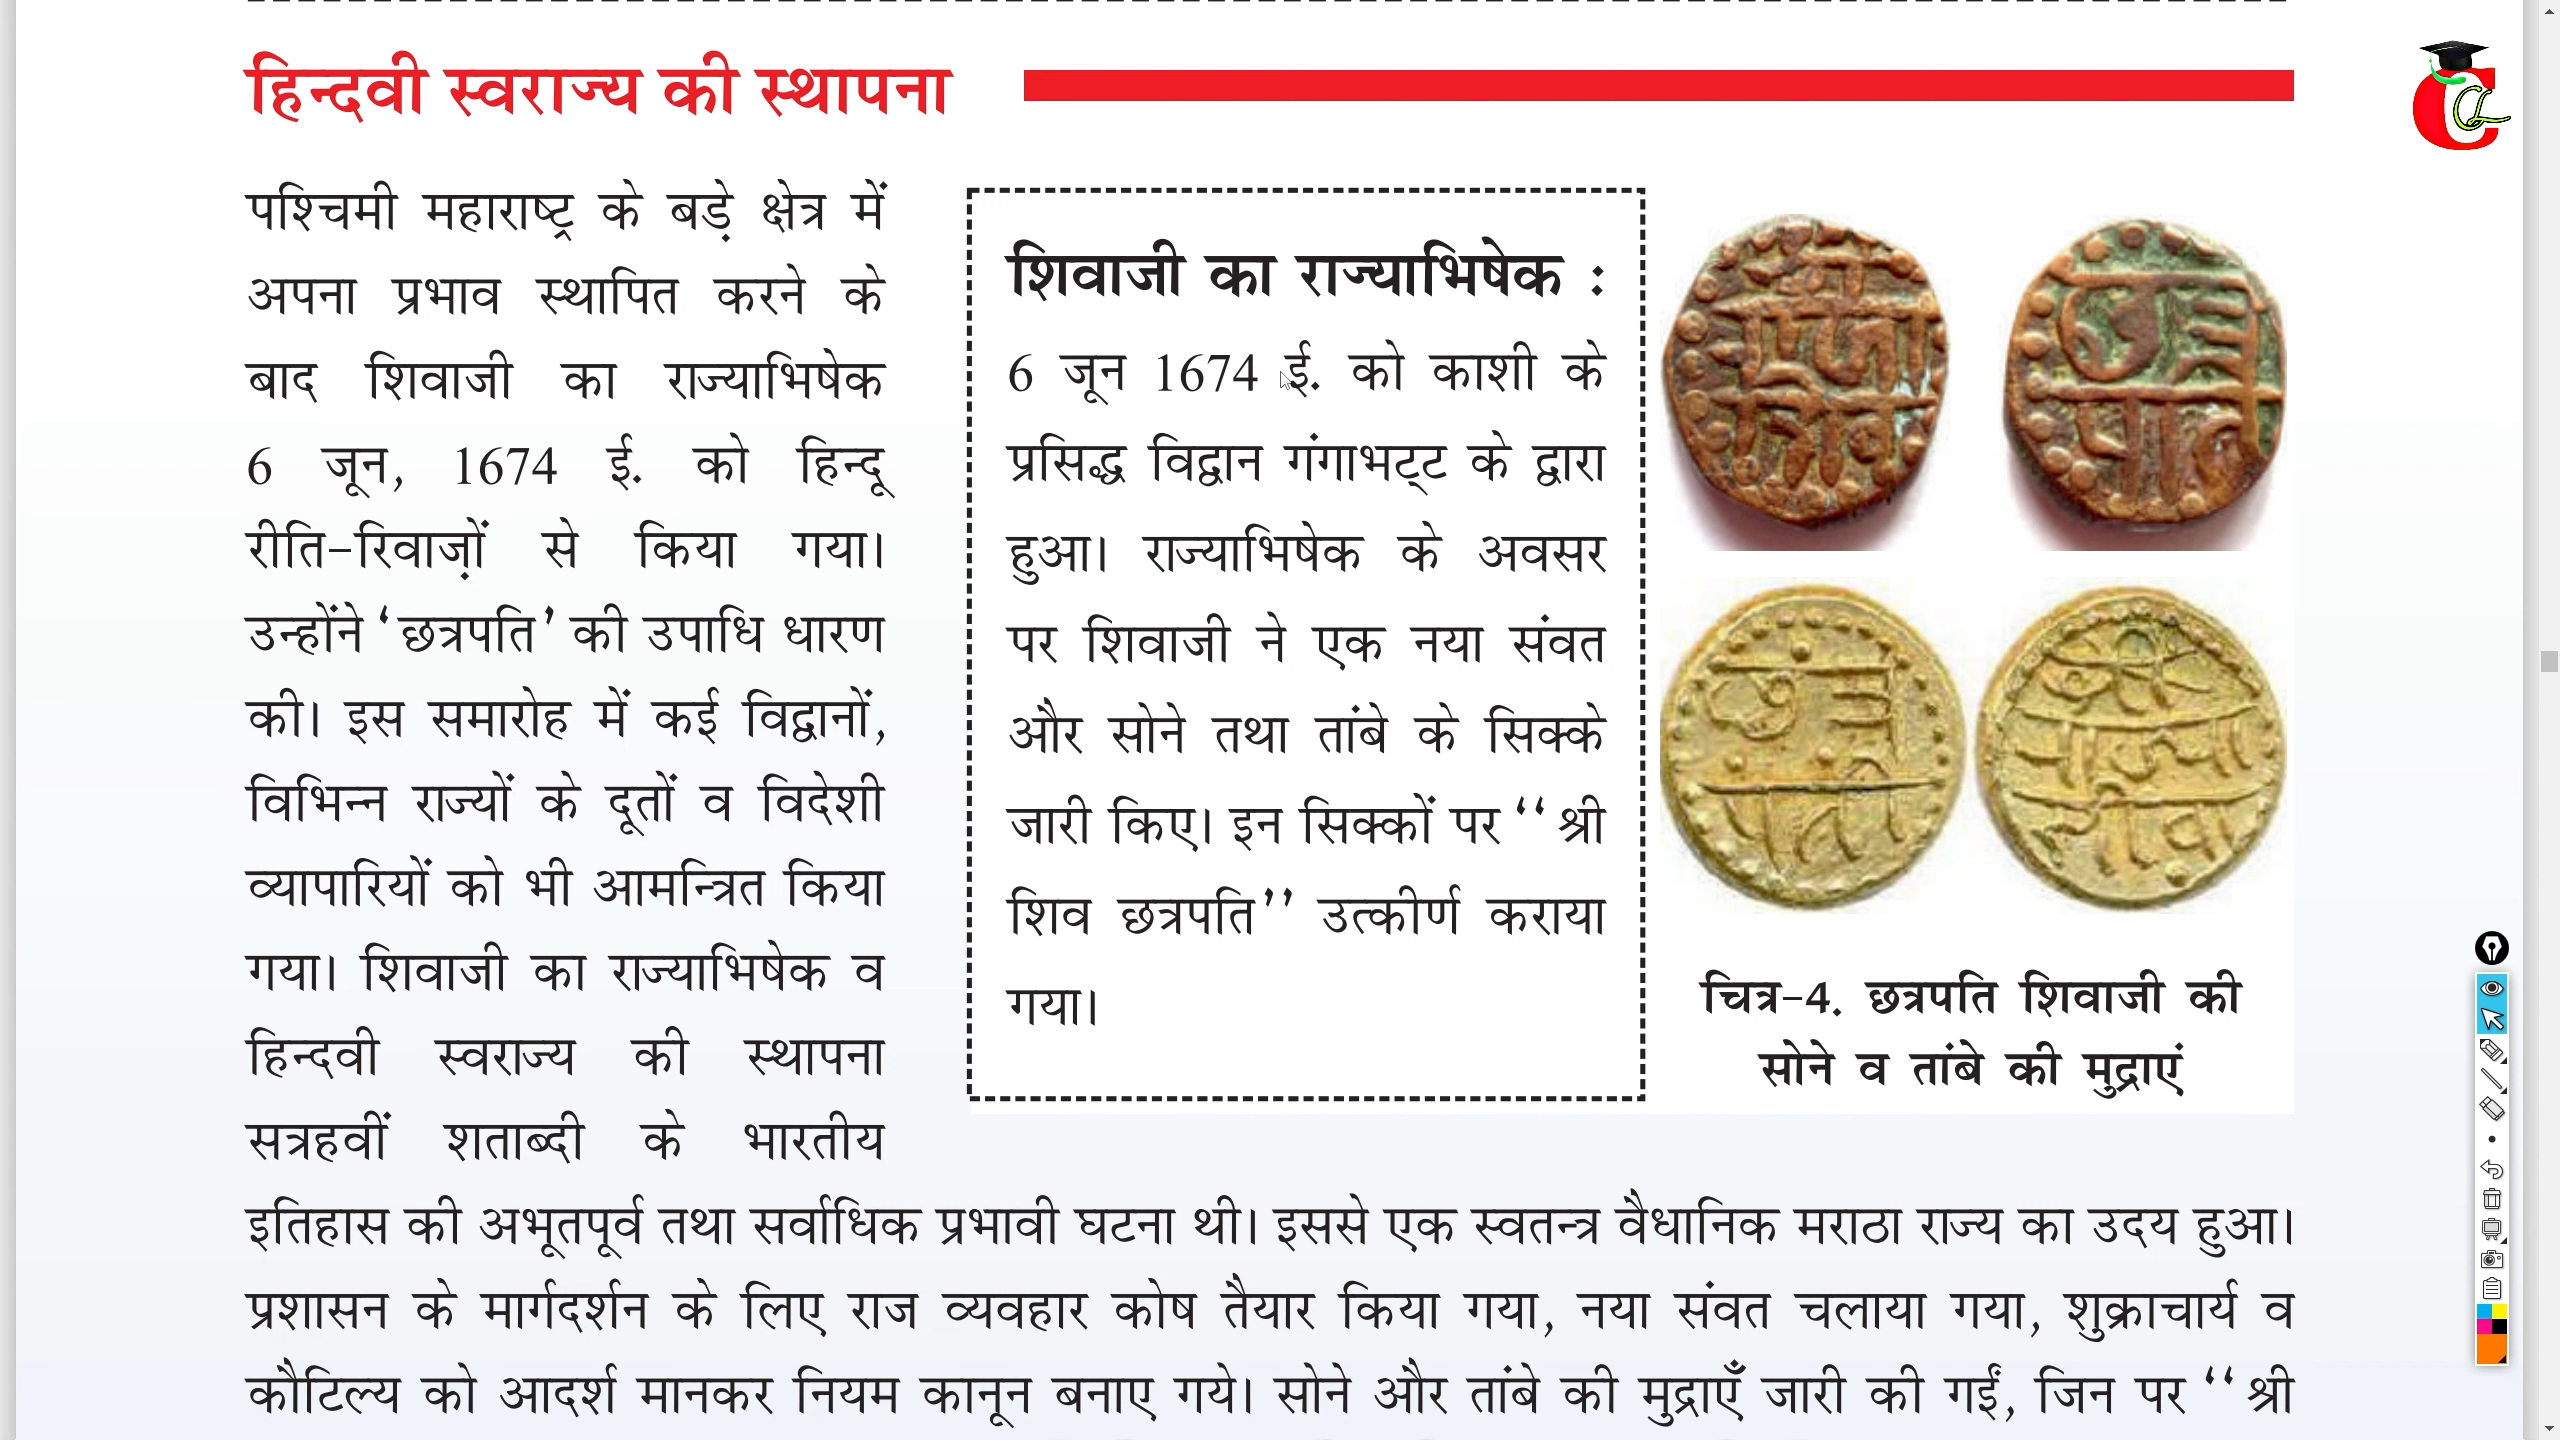 हिन्दवी स्वराज्य की स्थापना
पश्चिमी महाराष्ट्र के बड़े क्षेत्र में
अपना प्रभाव स्थापित करने के
बाद शिवाजी का राज्याभिषेक
6 जून, 1674 ई. को हिन्दू
रीति-रिवाज़ों से किया गया।
उन्होंने ‘छत्रपति’ की उपाधि धारण
की। इस समारोह में कई विद्वानों,
विभिन्न राज्यों के दूतों व विदेशी
व्यापारियों को भी आमन्त्रित किया
गया। शिवाजी का राज्याभिषेक व
हिन्दवी स्वराज्य की स्थापना
सत्रहवीं शताब्दी के भारतीय
शिवाजी का राज्याभिषेक :
6 जून 1674 ई. को काशी के
प्रसिद्ध विद्वान गंगाभट्ट के द्वारा
हुआ। राज्याभिषेक के अवसर
पर शिवाजी ने एक नया संवत
और सोने तथा तांबे के सिक्के
जारी किए। इन सिक्कों पर ‘‘श्री
शिव छत्रपति’’ उत्कीर्ण कराया
गया।
चित्र-4. छत्रपति शिवाजी की
सोने व तांबे की मुद्राएं
इतिहास की अभूतपूर्व तथा सर्वाधिक प्रभावी घटना थी। इससे एक स्वतन्त्र वैधानिक मराठा राज्य का उदय हुआ।
प्रशासन के मार्गदर्शन के लिए राज व्यवहार कोष तैयार किया गया, नया संवत चलाया गया, शुक्राचार्य व
कौटिल्य को आदर्श मानकर नियम कानून बनाए गये। सोने और तांबे की मुद्राएँ जारी की गईं, जिन पर ‘‘श्री